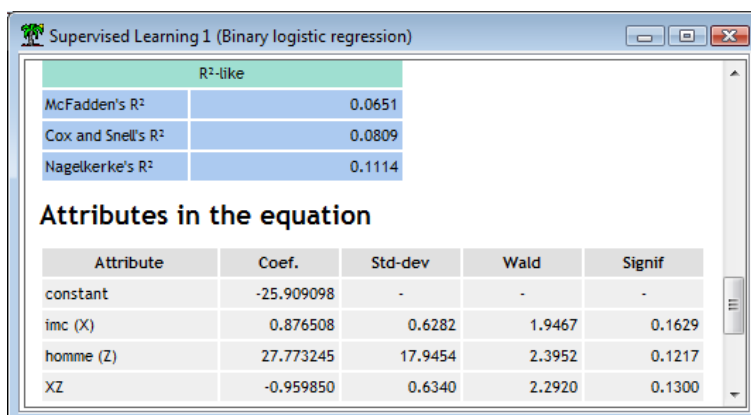 Supervised Learning 1 (Binary logistic regression)
R²-like
McFadden's R² 0.0651
Cox and Snell's R² 0.0809
Nagelkerke's R² 0.1114
Attributes in the equation
Attribute Coef. Std-dev Wald Signif
constant -25.909098 - - -
imc (X) 0.876508 0.6282 1.9467 0.1629
homme (Z) 27.773245 17.9454 2.3952 0.1217
XZ -0.959850 0.6340 2.2920 0.1300